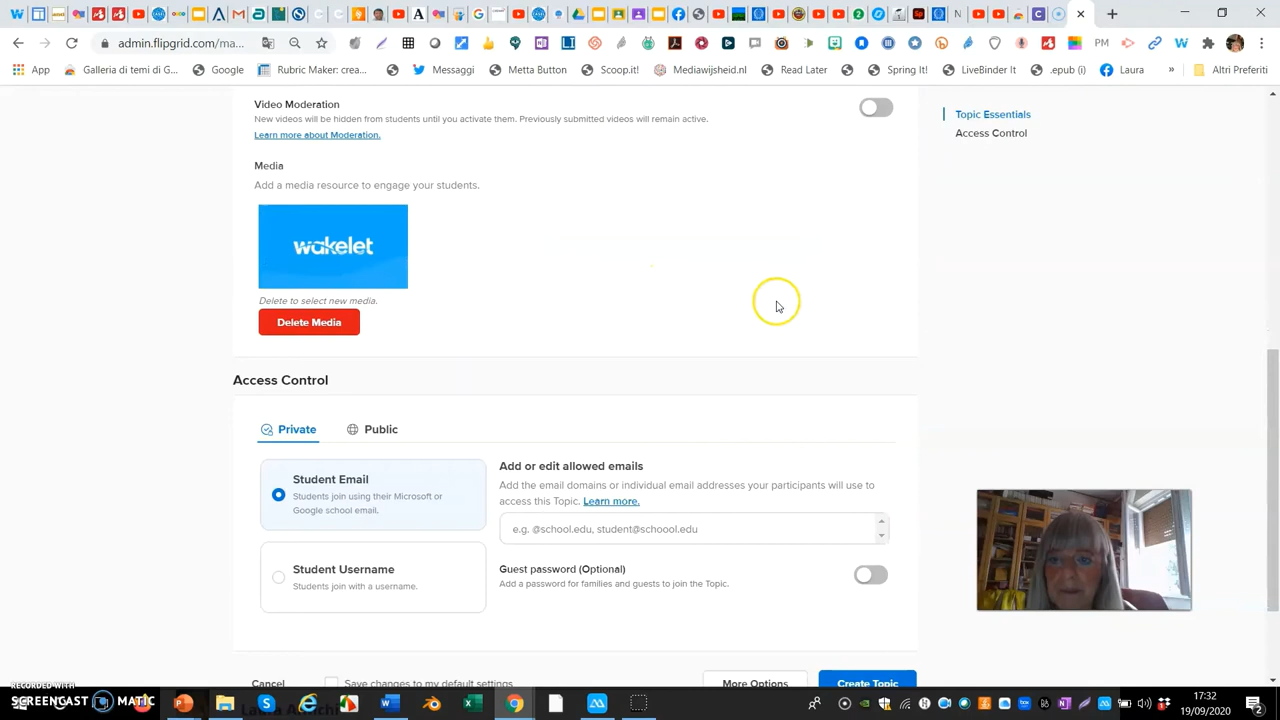 admin.flipgrid.com/ma...
PM
App
Galleria di temi di G...
Google
Rubric Maker: crea...
Messaggi
Metta Button
Scoop.it!
Mediawijsheid.nl
Read Later
Spring It!
LiveBinder It
.epub (i)
Laura
»
Altri Preferiti
Video Moderation
New videos will be hidden from students until you activate them. Previously submitted videos will remain active.
Learn more about Moderation.
Topic Essentials
Access Control
Media
Add a media resource to engage your students.
wakelet
Delete to select new media.
Delete Media
Access Control
Private
Public
Student Email
Students join using their Microsoft or
Google school email.
Add or edit allowed emails
Add the email domains or individual email addresses your participants will use to
access this Topic. Learn more.
e.g. @school.edu, student@schoool.edu
Student Username
Students join with a username.
Guest password (Optional)
Add a password for families and guests to join the Topic.
Cancel
Save changes to my default settings
More Options
Create Topic
RECORDED WITH
SCREENCAST MATIC
17:32
19/09/2020
2